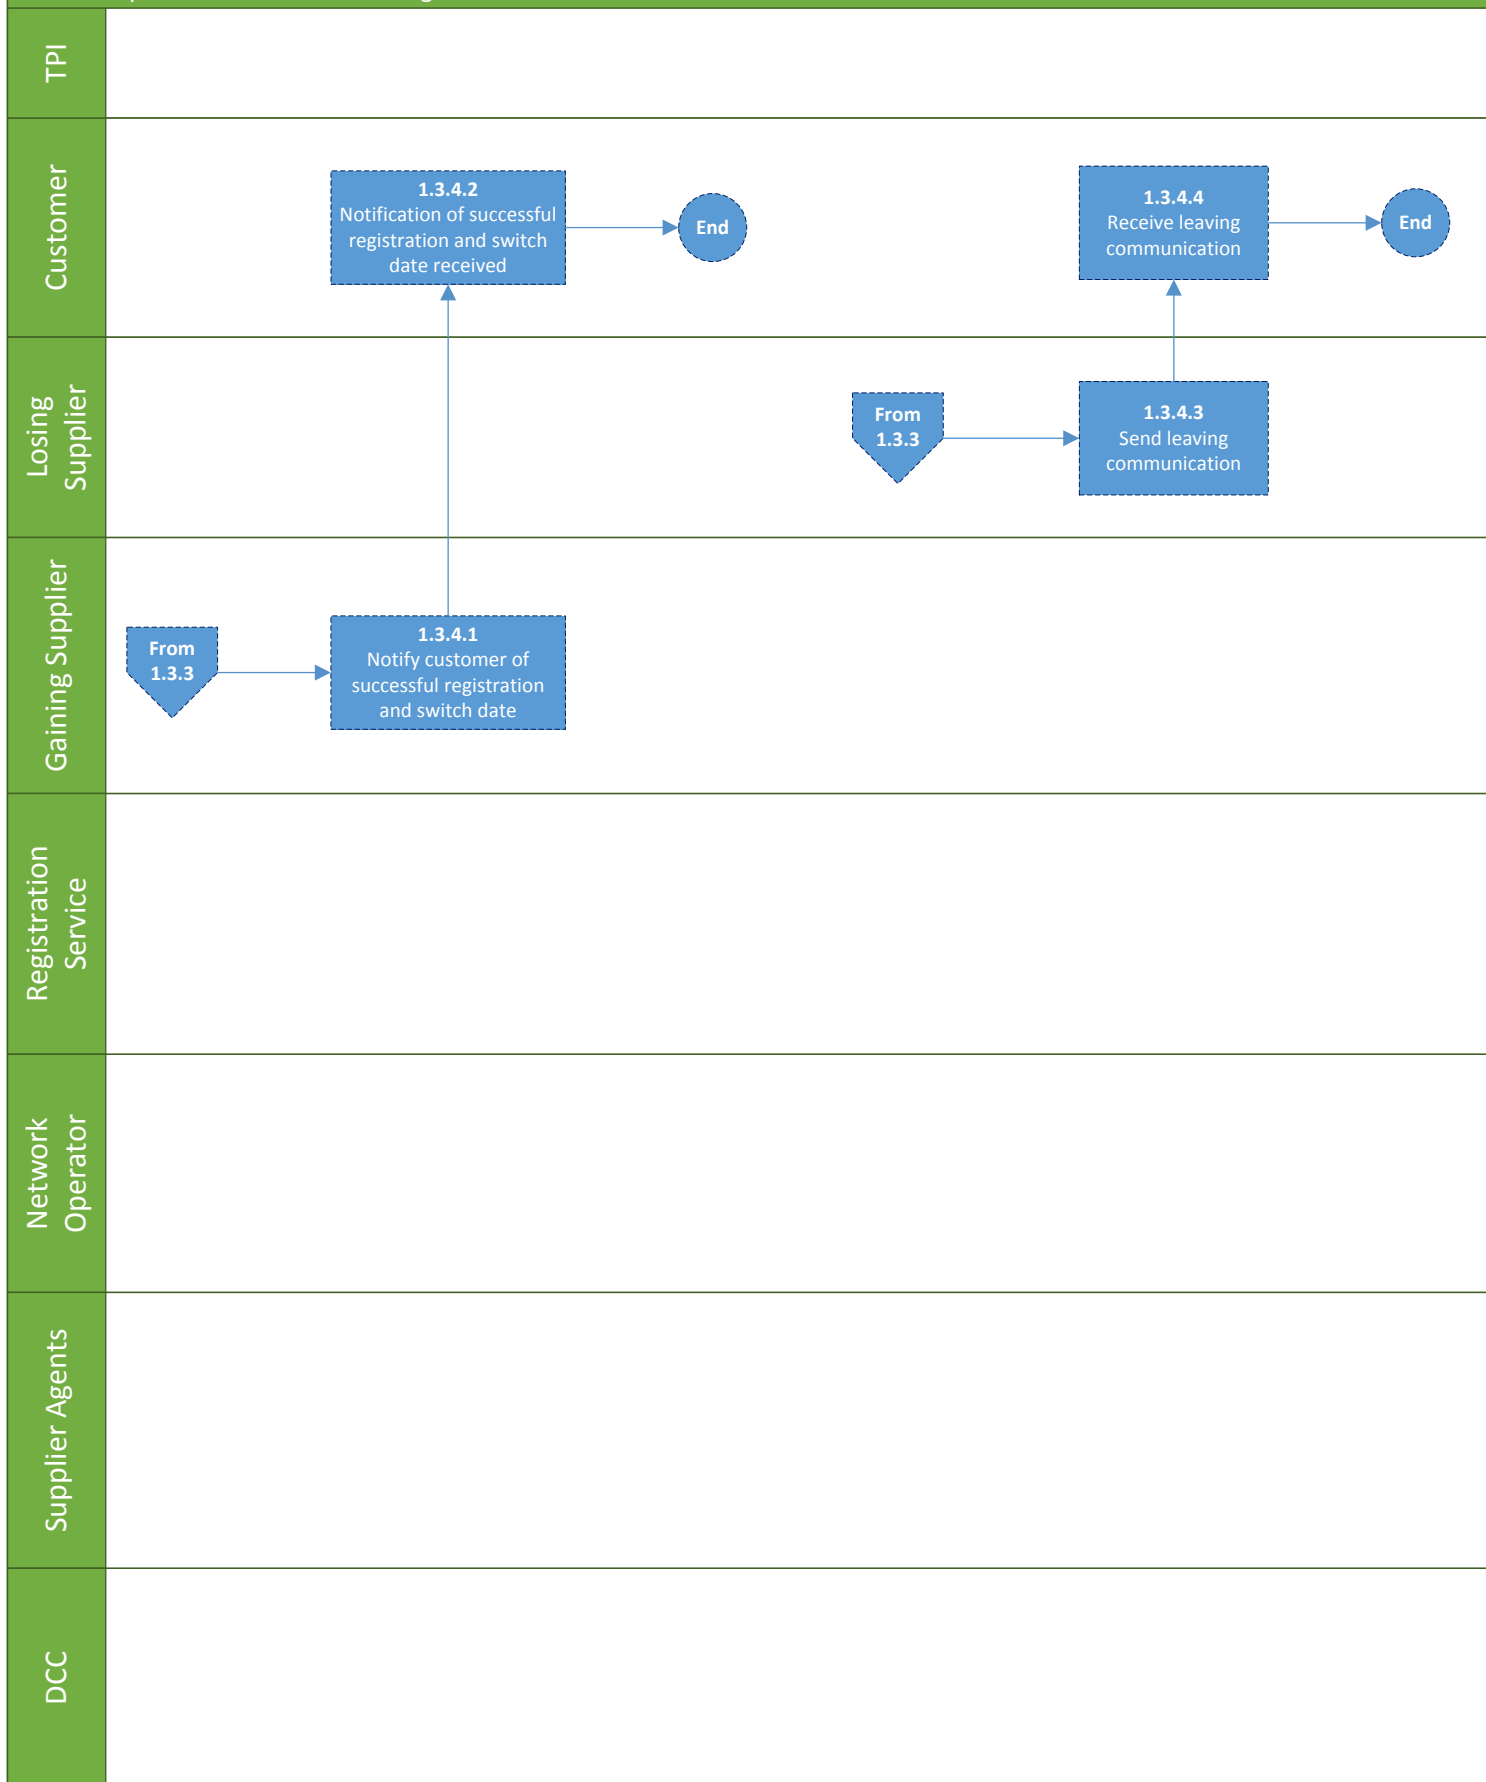 TPI
Customer
1.3.4.2
Notification of successful
registration and switch
date received
End
1.3.4.4
Receive leaving
communication
End
Losing
Supplier
From
1.3.3
1.3.4.3
Send leaving
communication
Gaining Supplier
From
1.3.3
1.3.4.1
Notify customer of
successful registration
and switch date
Registration
Service
Network
Operator
Supplier Agents
DCC